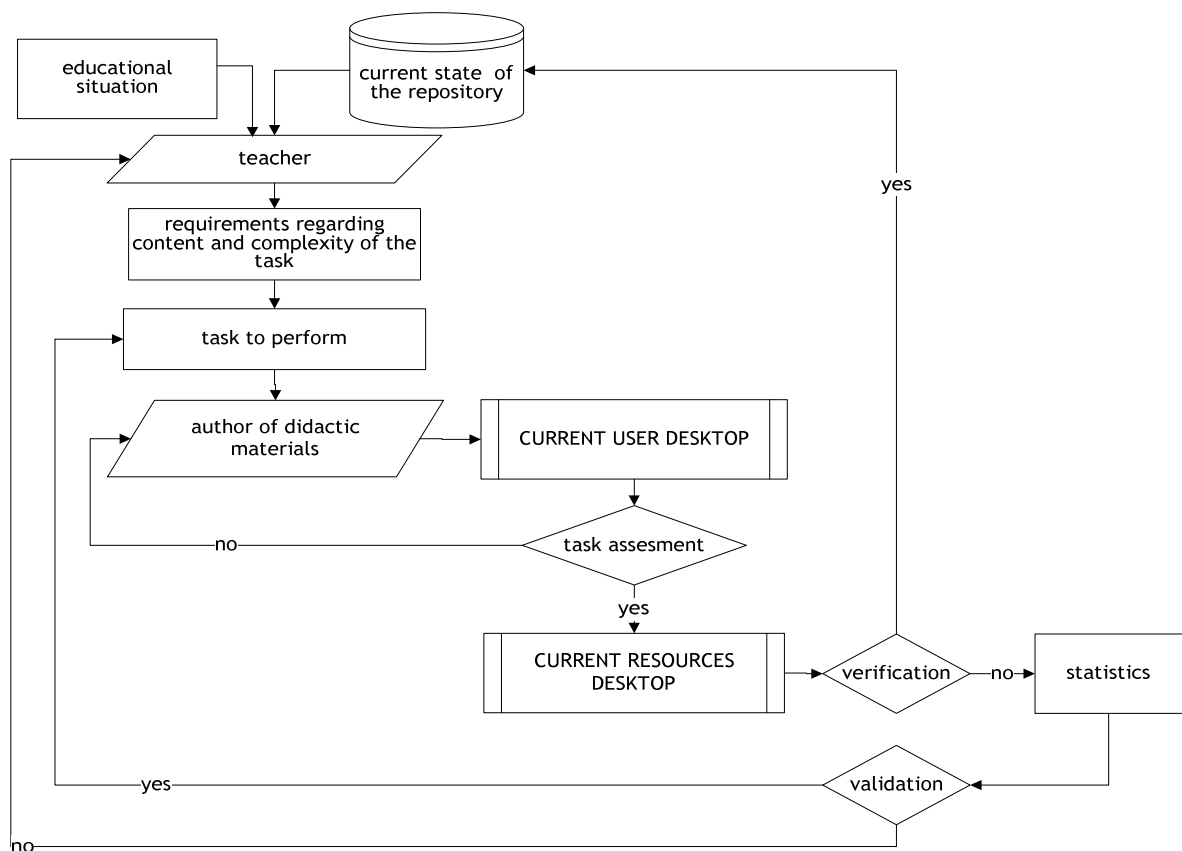 educational
situation
current state of
the repository
yes
teacher
requirements regarding
content and complexity of the
task
task to perform
author of didactic
materials
CURRENT USER DESKTOP
no
task assesment
yes
CURRENT RESOURCES
DESKTOP
verification
no
statistics
yes
validation
no